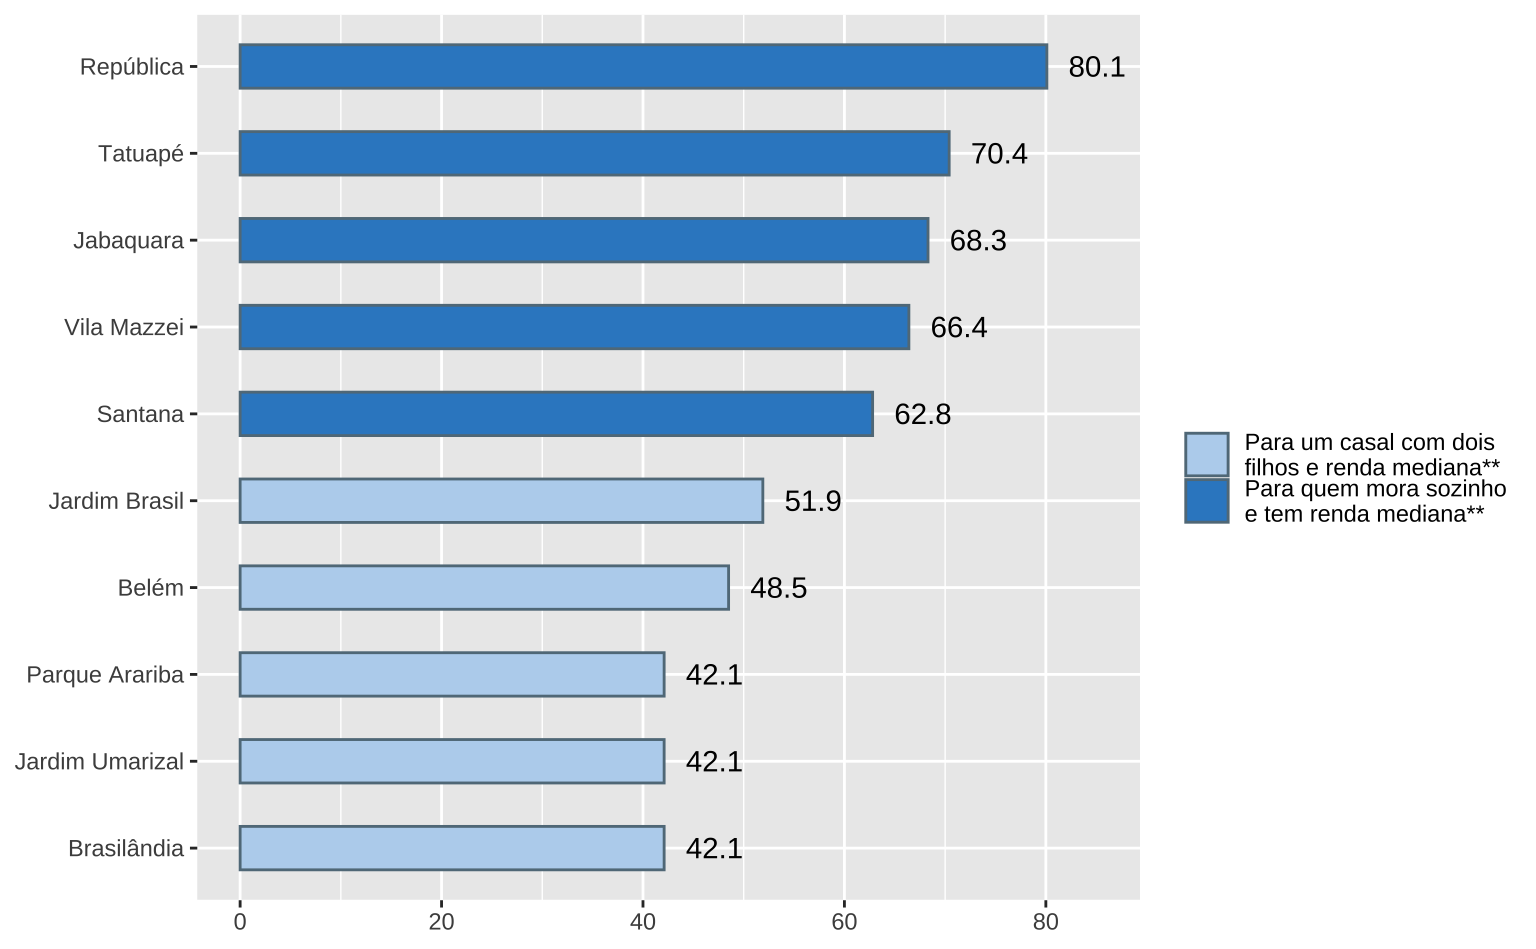 República
80.1
Tatuapé
70.4
Jabaquara
68.3
Vila Mazzei
66.4
Santana
62.8
Jardim Brasil
51.9
Belém
48.5
Parque Arariba
42.1
Jardim Umarizal
42.1
Brasilândia
42.1
0
20
40
60
80
Para um casal com dois
filhos e renda mediana**
Para quem mora sozinho
e tem renda mediana**